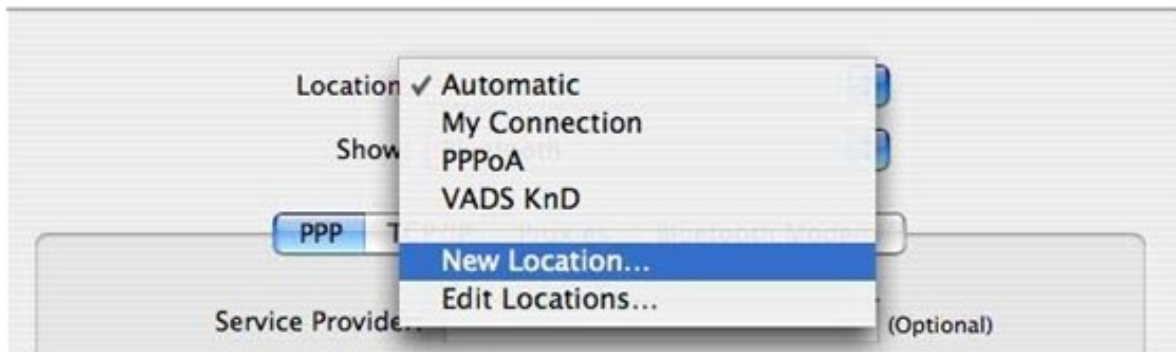 Location
✓ Automatic
My Connection
Show
PPPoA
VADS KnD
PPP
New Location...
Edit Locations...
Service Provider:
(Optional)